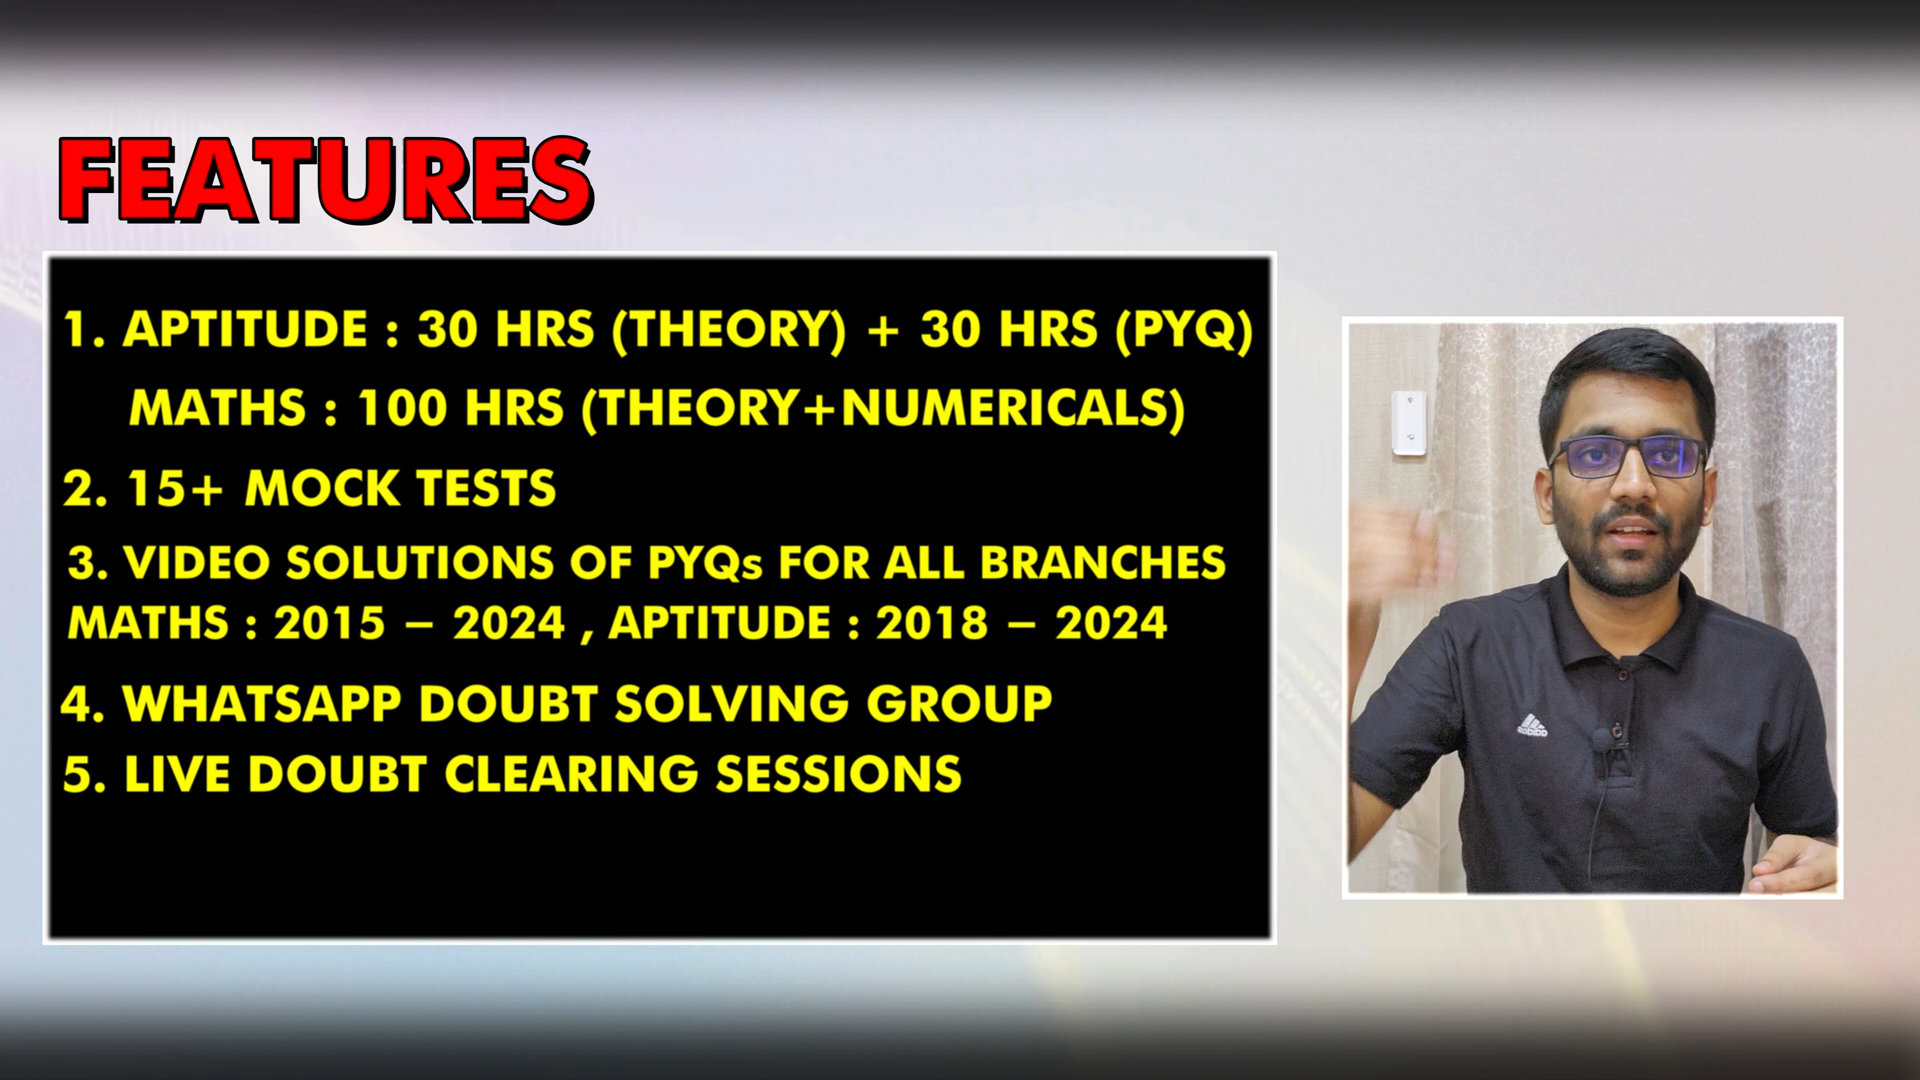 FEATURES
1. APTITUDE : 30 HRS (THEORY) + 30 HRS (PYQ)
MATHS : 100 HRS (THEORY+NUMERICALS)
2. 15+ MOCK TESTS
3. VIDEO SOLUTIONS OF PYQs FOR ALL BRANCHES
MATHS : 2015 – 2024 , APTITUDE : 2018 – 2024
4. WHATSAPP DOUBT SOLVING GROUP
5. LIVE DOUBT CLEARING SESSIONS